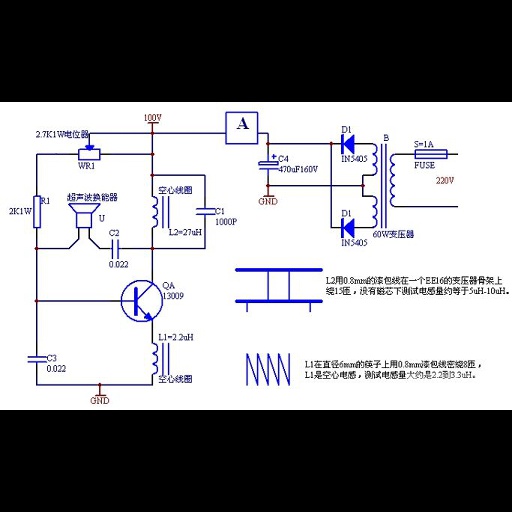 100V
2.7K1W电位器
WR1
A
D1
IN5405
B
S=1A
FUSE
220V
C4
470uF160V
GND
D1
IN5405
60W变压器
R1
2K1W
超声波换能器
U
空心线圈
C1
1000P
L2=27uH
C2
0.022
QA
13009
L1=2.2uH
空心线圈
C3
0.022
GND
L2用0.8mm的漆包线在一个EE16的变压器骨架上
绕15匝，没有磁芯下测试电感量约等于5uH-10uH。
L1在直径6mm的筷子上用0.8mm漆包线密绕8匝，
L1是空心电感，测试电感量大约是2.2到3.3uH。